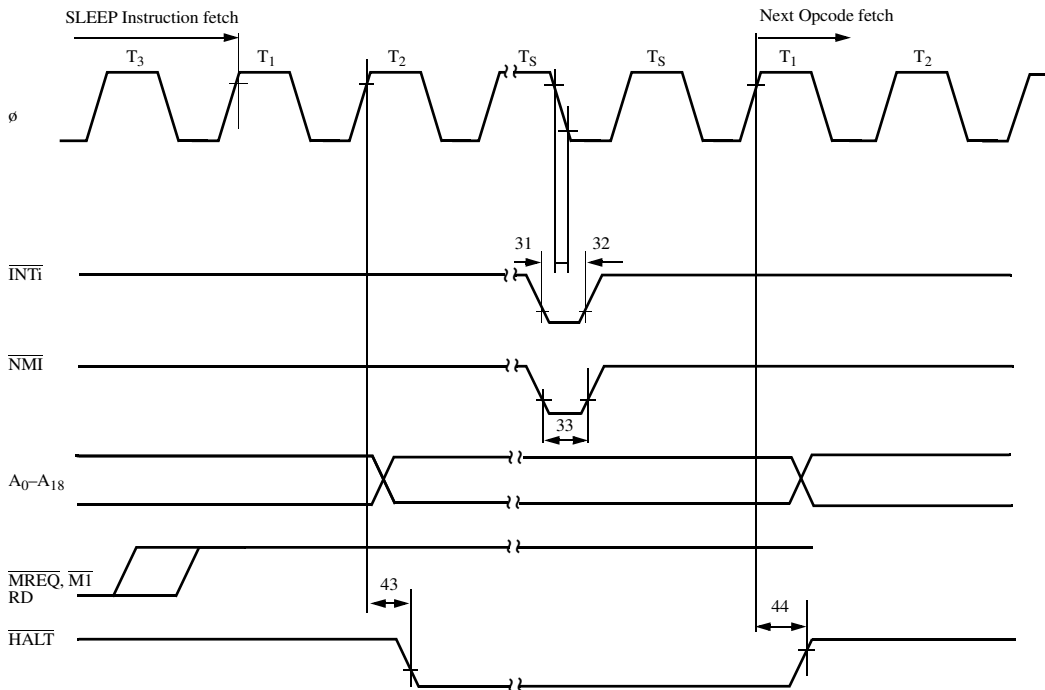 SLEEP Instruction fetch
Next Opcode fetch
T3 T1 T2 TS TS T1 T2
ø
31 32
INTi
NMI
33
A0–A18
MREQ, M1
RD
43 44
HALT